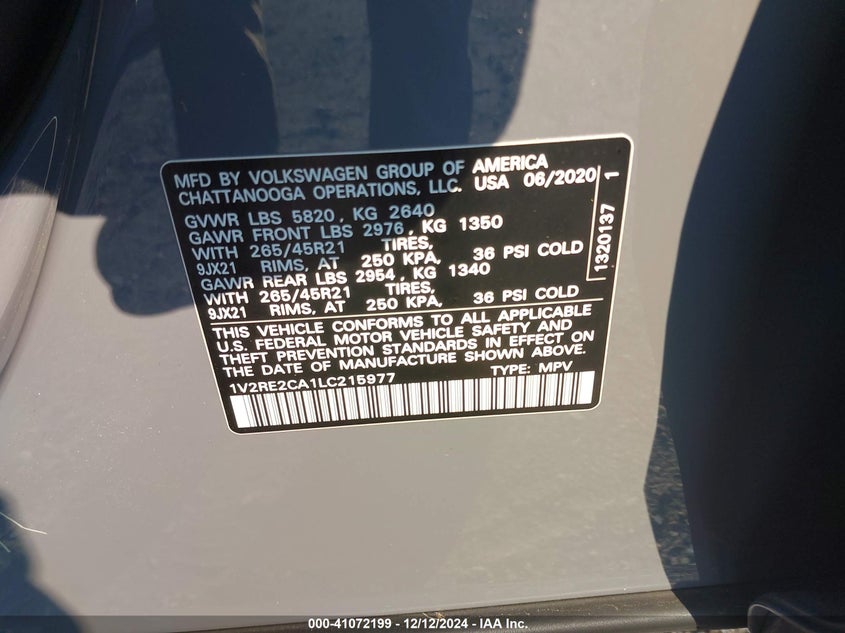 MFD BY VOLKSWAGEN GROUP OF AMERICA
CHATTANOOGA OPERATIONS, LLC. USA 06/2020
GVWR LBS 5820, KG 2640
GAWR FRONT LBS 2976, KG 1350
WITH 265/45R21 TIRES,
9JX21 RIMS, AT 250 KPA, 36 PSI COLD
GAWR REAR LBS 2954, KG 1340
WITH 265/45R21 TIRES,
9JX21 RIMS, AT 250 KPA, 36 PSI COLD
THIS VEHICLE CONFORMS TO ALL APPLICABLE
U.S. FEDERAL MOTOR VEHICLE SAFETY AND
THEFT PREVENTION STANDARDS IN EFFECT ON
THE DATE OF MANUFACTURE SHOWN ABOVE.
1V2RE2CA1LC215977 TYPE: MPV
1320137 1
000-41072199 - 12/12/2024 - IAA Inc.